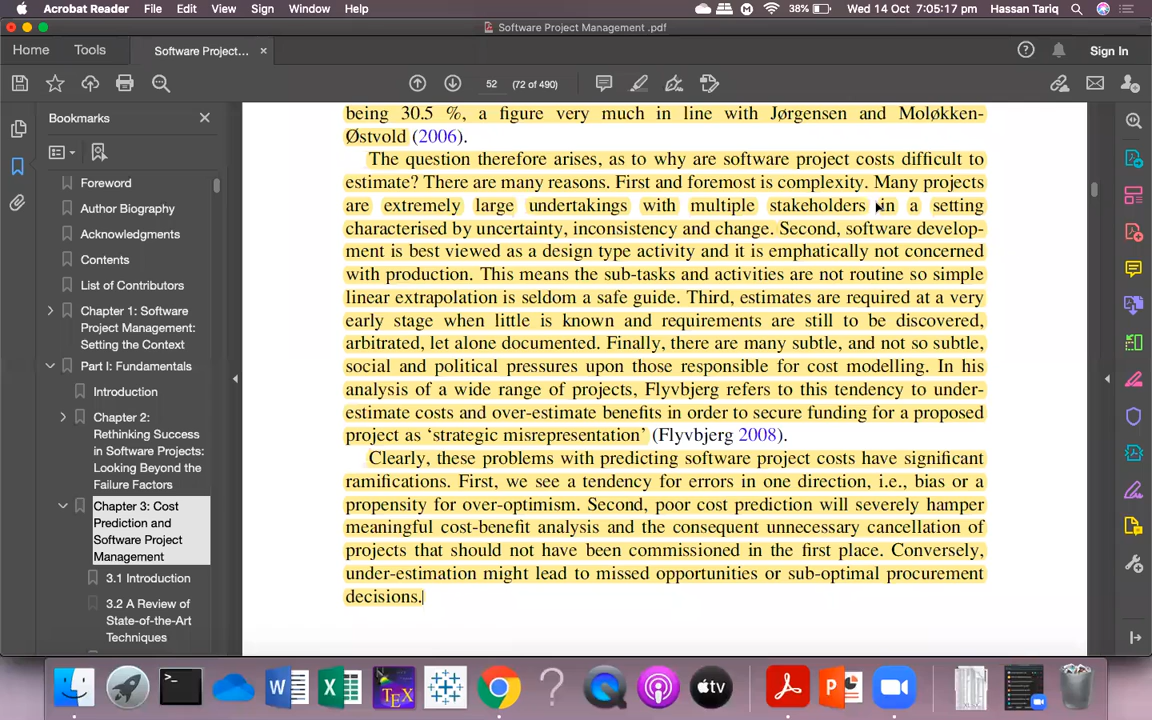 Acrobat Reader File Edit View Sign Window Help 38% Wed 14 Oct 7:05:17 pm Hassan Tariq
Software Project Management .pdf
Home Tools Software Project... × Sign In
52 (72 of 490)
Bookmarks
Foreword
Author Biography
Acknowledgments
Contents
List of Contributors
Chapter 1: Software
Project Management:
Setting the Context
Part I: Fundamentals
Introduction
Chapter 2:
Rethinking Success
in Software Projects:
Looking Beyond the
Failure Factors
Chapter 3: Cost
Prediction and
Software Project
Management
3.1 Introduction
3.2 A Review of
State-of-the-Art
Techniques
being 30.5 %, a figure very much in line with Jørgensen and Moløkken-
Østvold (2006).
The question therefore arises, as to why are software project costs difficult to
estimate? There are many reasons. First and foremost is complexity. Many projects
are extremely large undertakings with multiple stakeholders in a setting
characterised by uncertainty, inconsistency and change. Second, software develop-
ment is best viewed as a design type activity and it is emphatically not concerned
with production. This means the sub-tasks and activities are not routine so simple
linear extrapolation is seldom a safe guide. Third, estimates are required at a very
early stage when little is known and requirements are still to be discovered,
arbitrated, let alone documented. Finally, there are many subtle, and not so subtle,
social and political pressures upon those responsible for cost modelling. In his
analysis of a wide range of projects, Flyvbjerg refers to this tendency to under-
estimate costs and over-estimate benefits in order to secure funding for a proposed
project as ‘strategic misrepresentation’ (Flyvbjerg 2008).
Clearly, these problems with predicting software project costs have significant
ramifications. First, we see a tendency for errors in one direction, i.e., bias or a
propensity for over-optimism. Second, poor cost prediction will severely hamper
meaningful cost-benefit analysis and the consequent unnecessary cancellation of
projects that should not have been commissioned in the first place. Conversely,
under-estimation might lead to missed opportunities or sub-optimal procurement
decisions.
>_ W X TEX tv P